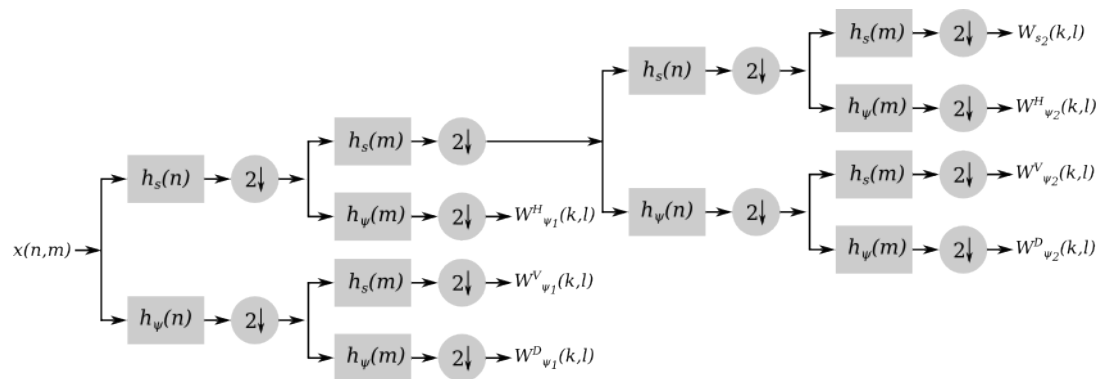 x(n,m)
h_s(n)
2↓
h_s(m)
2↓
h_ψ(m)
2↓
W^H_ψ₁(k,l)
h_ψ(n)
2↓
h_s(m)
2↓
W^V_ψ₁(k,l)
h_ψ(m)
2↓
W^D_ψ₁(k,l)
h_s(n)
2↓
h_s(m)
2↓
W_s₂(k,l)
h_ψ(m)
2↓
W^H_ψ₂(k,l)
h_ψ(n)
2↓
h_s(m)
2↓
W^V_ψ₂(k,l)
h_ψ(m)
2↓
W^D_ψ₂(k,l)